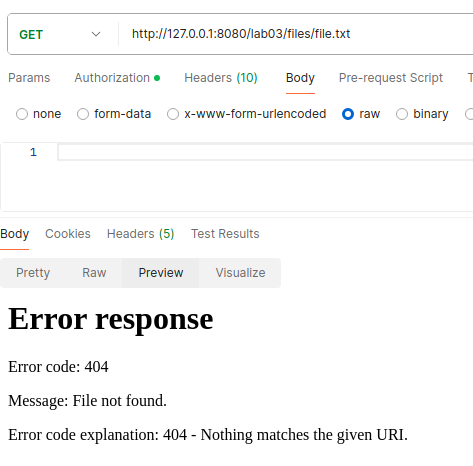 GET http://127.0.0.1:8080/lab03/files/file.txt
Params Authorization Headers (10) Body Pre-request Script T
none form-data x-www-form-urlencoded raw binary
1
Body Cookies Headers (5) Test Results
Pretty Raw Preview Visualize
Error response
Error code: 404
Message: File not found.
Error code explanation: 404 - Nothing matches the given URI.